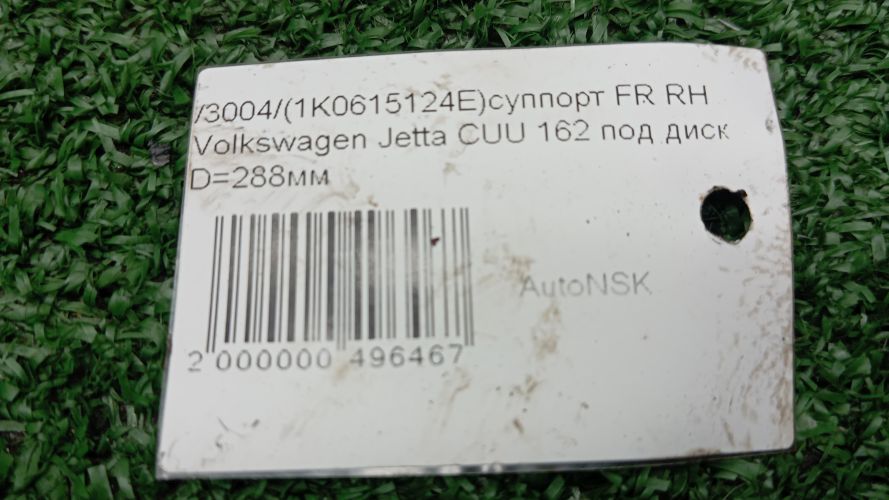 /3004/(1K0615124E)суппорт FR RH
Volkswagen Jetta CUU 162 под диск
D=288мм
AutoNSK
2 000000 496467